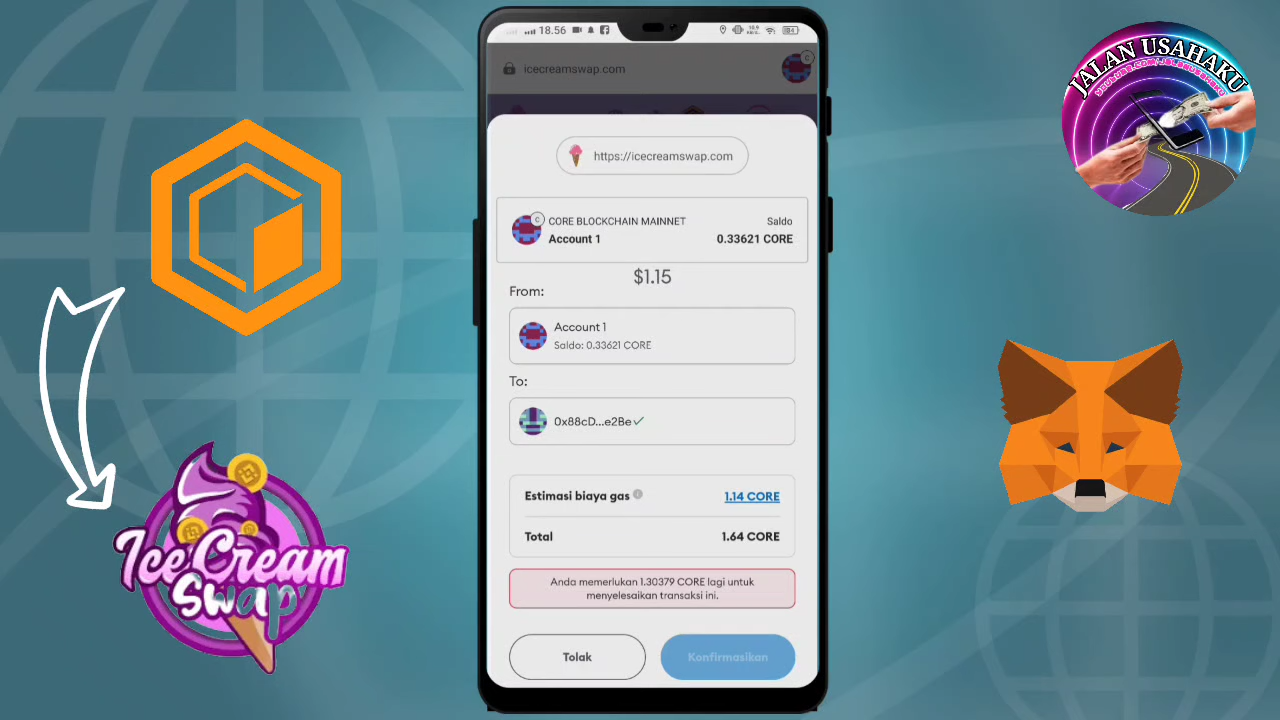 18.56
icecreamswap.com
C
https://icecreamswap.com
C
CORE BLOCKCHAIN MAINNET
Saldo
Account 1
0.33621 CORE
$1.15
From:
Account 1
Saldo: 0.33621 CORE
To:
0x88cD...e2Be
Estimasi biaya gas
1.14 CORE
Total
1.64 CORE
Anda memerlukan 1.30379 CORE lagi untuk
menyelesaikan transaksi ini.
Tolak
Konfirmasikan
JALAN USAHAKU
IceCream
Swap